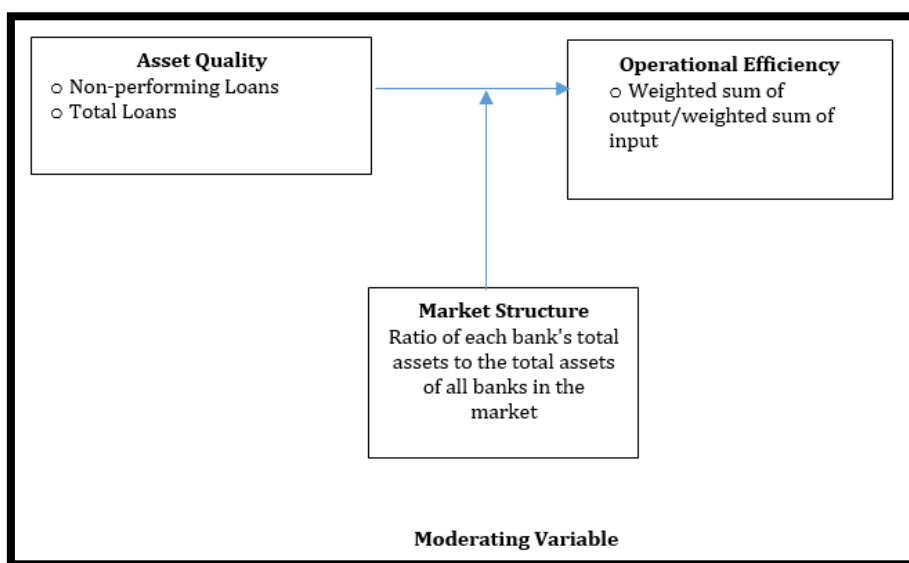 Asset Quality
o Non-performing Loans
o Total Loans
Operational Efficiency
o Weighted sum of
output/weighted sum of
input
Market Structure
Ratio of each bank's total
assets to the total assets
of all banks in the
market
Moderating Variable